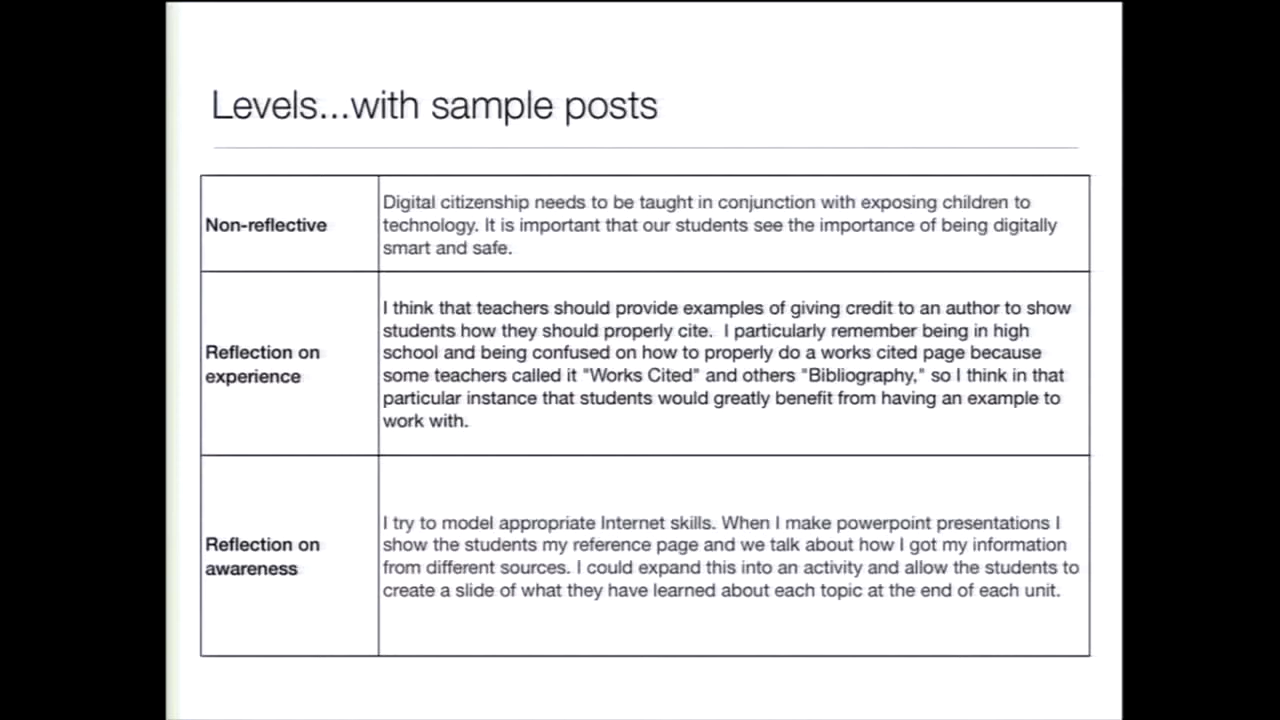 Levels...with sample posts
Non-reflective
Digital citizenship needs to be taught in conjunction with exposing children to
technology. It is important that our students see the importance of being digitally
smart and safe.
Reflection on
experience
I think that teachers should provide examples of giving credit to an author to show
students how they should properly cite.  I particularly remember being in high
school and being confused on how to properly do a works cited page because
some teachers called it "Works Cited" and others "Bibliography," so I think in that
particular instance that students would greatly benefit from having an example to
work with.
Reflection on
awareness
I try to model appropriate Internet skills. When I make powerpoint presentations I
show the students my reference page and we talk about how I got my information
from different sources. I could expand this into an activity and allow the students to
create a slide of what they have learned about each topic at the end of each unit.